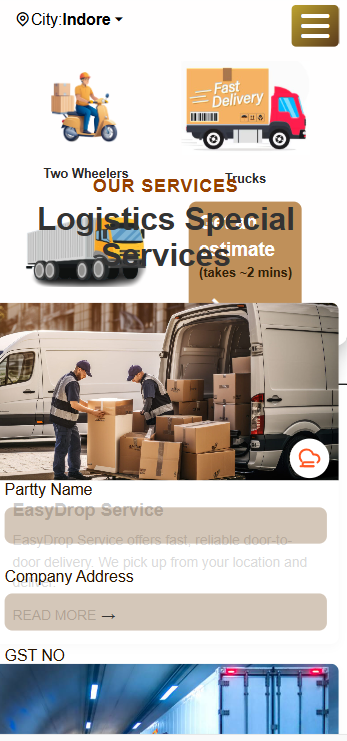 City:Indore
Fast
Delivery
Two Wheelers
Trucks
OUR SERVICES
Logistics Special
Services
estimate
(takes ~2 mins)
Partty Name
EasyDrop Service
EasyDrop Service offers fast, reliable door-to-
door delivery. We pick up from your location and
Company Address
READ MORE →
GST NO